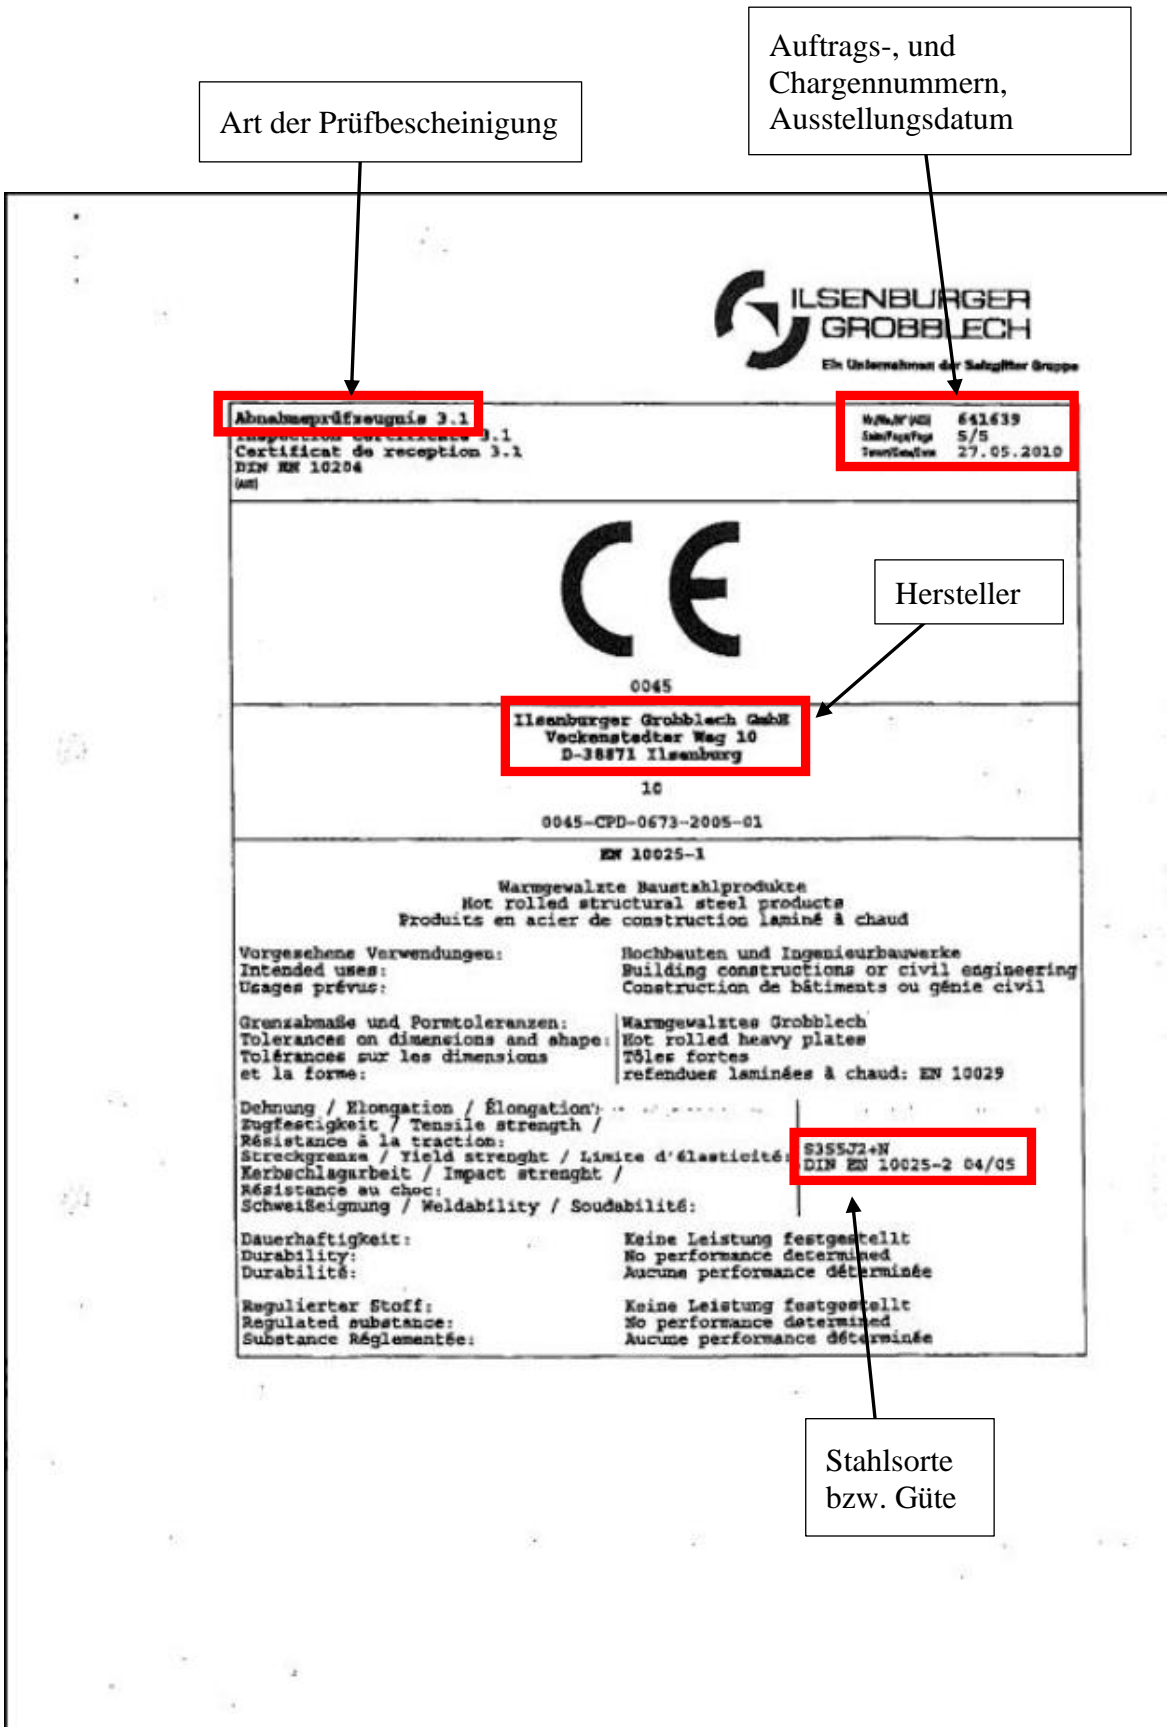 Auftrags-, und
Chargennummern,
Ausstellungsdatum
Art der Prüfbescheinigung
ILSENBURGER
GROBBLECH
Ein Unternehmen der Salzgitter Gruppe
Abnahmeprüfzeugnis 3.1
Inspection certificate 3.1
Certificat de reception 3.1
DIN EN 10204
641639
5/5
27.05.2010
CE
Hersteller
0045
Ilsenburger Grobblech GmbH
Veckenstedter Weg 10
D-38871 Ilsenburg
10
0045-CPD-0673-2005-01
EN 10025-1
Warmgewalzte Baustahlprodukte
Hot rolled structural steel products
Produits en acier de construction laminé à chaud
Vorgesehene Verwendungen: Hochbauten und Ingenieurbauwerke
Intended uses: Building constructions or civil engineering
Usages prévus: Construction de bâtiments ou génie civil
Grenzabmaße und Formtoleranzen: Warmgewalztes Grobblech
Tolerances on dimensions and shape: Hot rolled heavy plates
Tolérances sur les dimensions Tôles fortes
et la forme: refendues laminées à chaud: EN 10029
Dehnung / Elongation / Élongation:
Zugfestigkeit / Tensile strength /
Résistance à la traction:
Streckgrenze / Yield strenght / Limite d'élasticité: S355J2+N
Kerbschlagarbeit / Impact strenght / DIN EN 10025-2 04/05
Résistance au choc:
Schweißeignung / Weldability / Soudabilité:
Dauerhaftigkeit: Keine Leistung festgestellt
Durability: No performance determined
Durabilité: Aucune performance déterminée
Regulierter Stoff: Keine Leistung festgestellt
Regulated substance: No performance determined
Substance Réglementée: Aucune performance déterminée
Stahlsorte
bzw. Güte